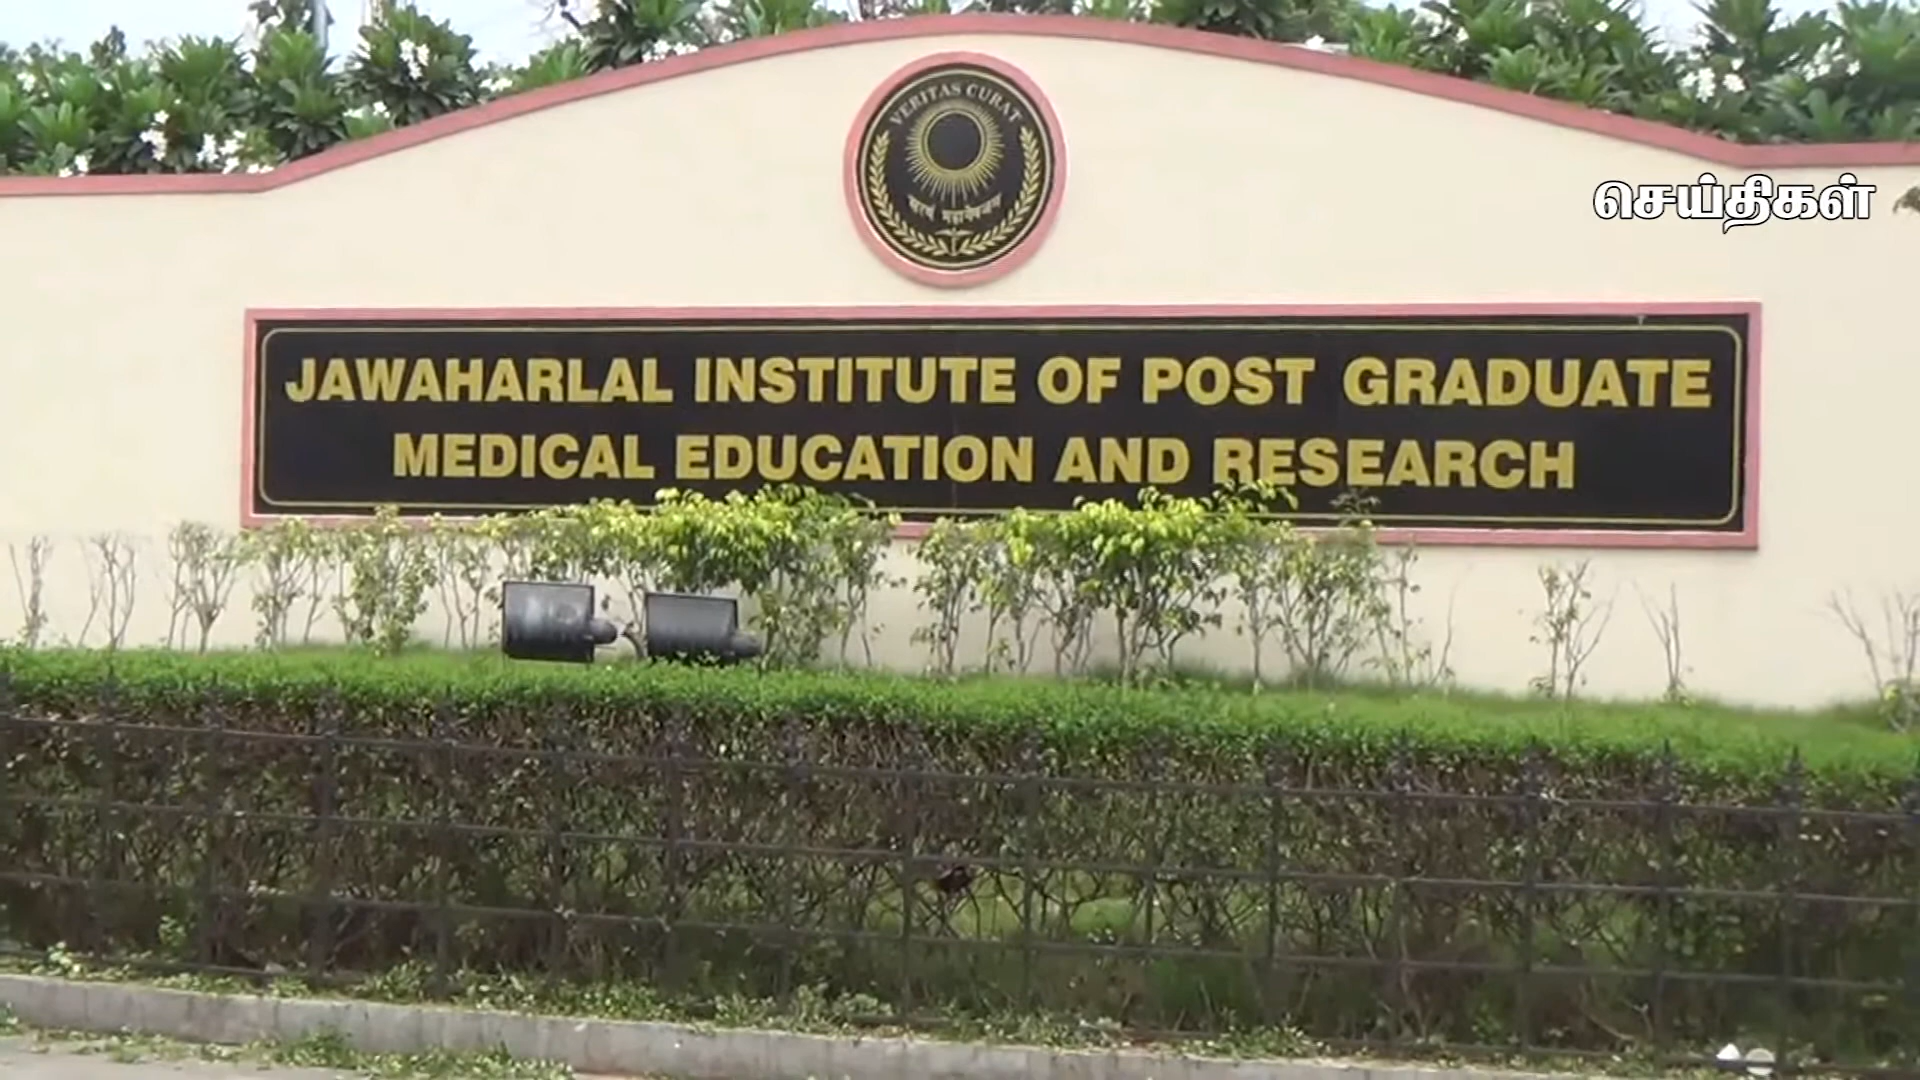 VERITAS CURAT
செய்திகள்
JAWAHARLAL INSTITUTE OF POST GRADUATE
MEDICAL EDUCATION AND RESEARCH